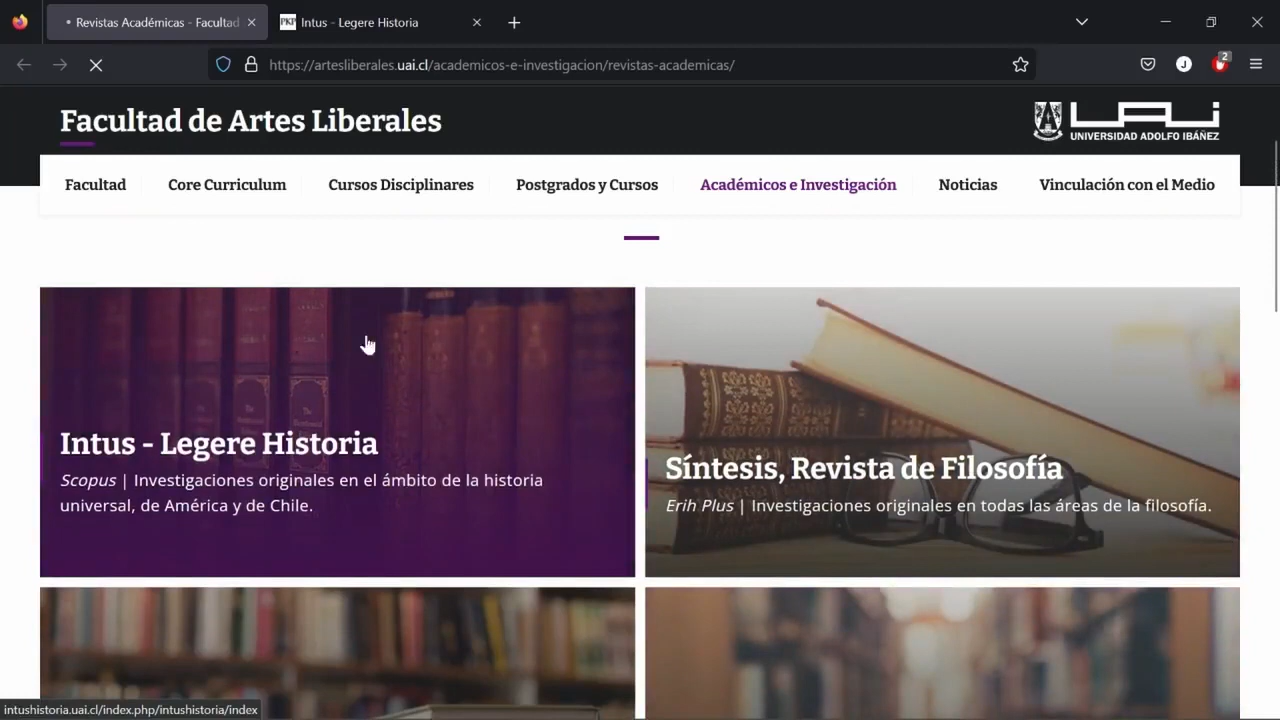 Revistas Académicas - Facultad
Intus - Legere Historia
https://artesliberales.uai.cl/academicos-e-investigacion/revistas-academicas/
J
2
Facultad de Artes Liberales
UAI
UNIVERSIDAD ADOLFO IBÁÑEZ
Facultad
Core Curriculum
Cursos Disciplinares
Postgrados y Cursos
Académicos e Investigación
Noticias
Vinculación con el Medio
Intus - Legere Historia
Scopus | Investigaciones originales en el ámbito de la historia
universal, de América y de Chile.
Síntesis, Revista de Filosofía
Erih Plus | Investigaciones originales en todas las áreas de la filosofía.
intushistoria.uai.cl/index.php/intushistoria/index